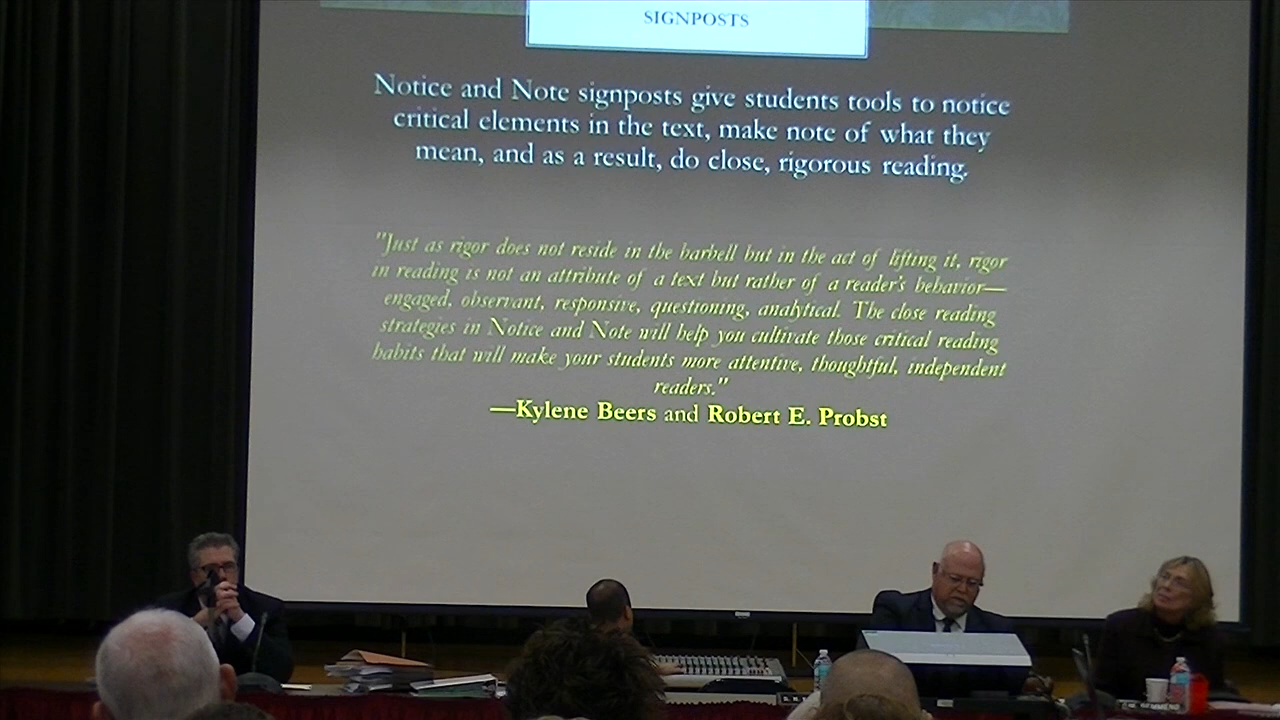 SIGNPOSTS
Notice and Note signposts give students tools to notice
critical elements in the text, make note of what they
mean, and as a result, do close, rigorous reading.
"Just as rigor does not reside in the barbell but in the act of lifting it, rigor
in reading is not an attribute of a text but rather of a reader's behavior—
engaged, observant, responsive, questioning, analytical. The close reading
strategies in Notice and Note will help you cultivate those critical reading
habits that will make your students more attentive, thoughtful, independent
readers."
—Kylene Beers and Robert E. Probst